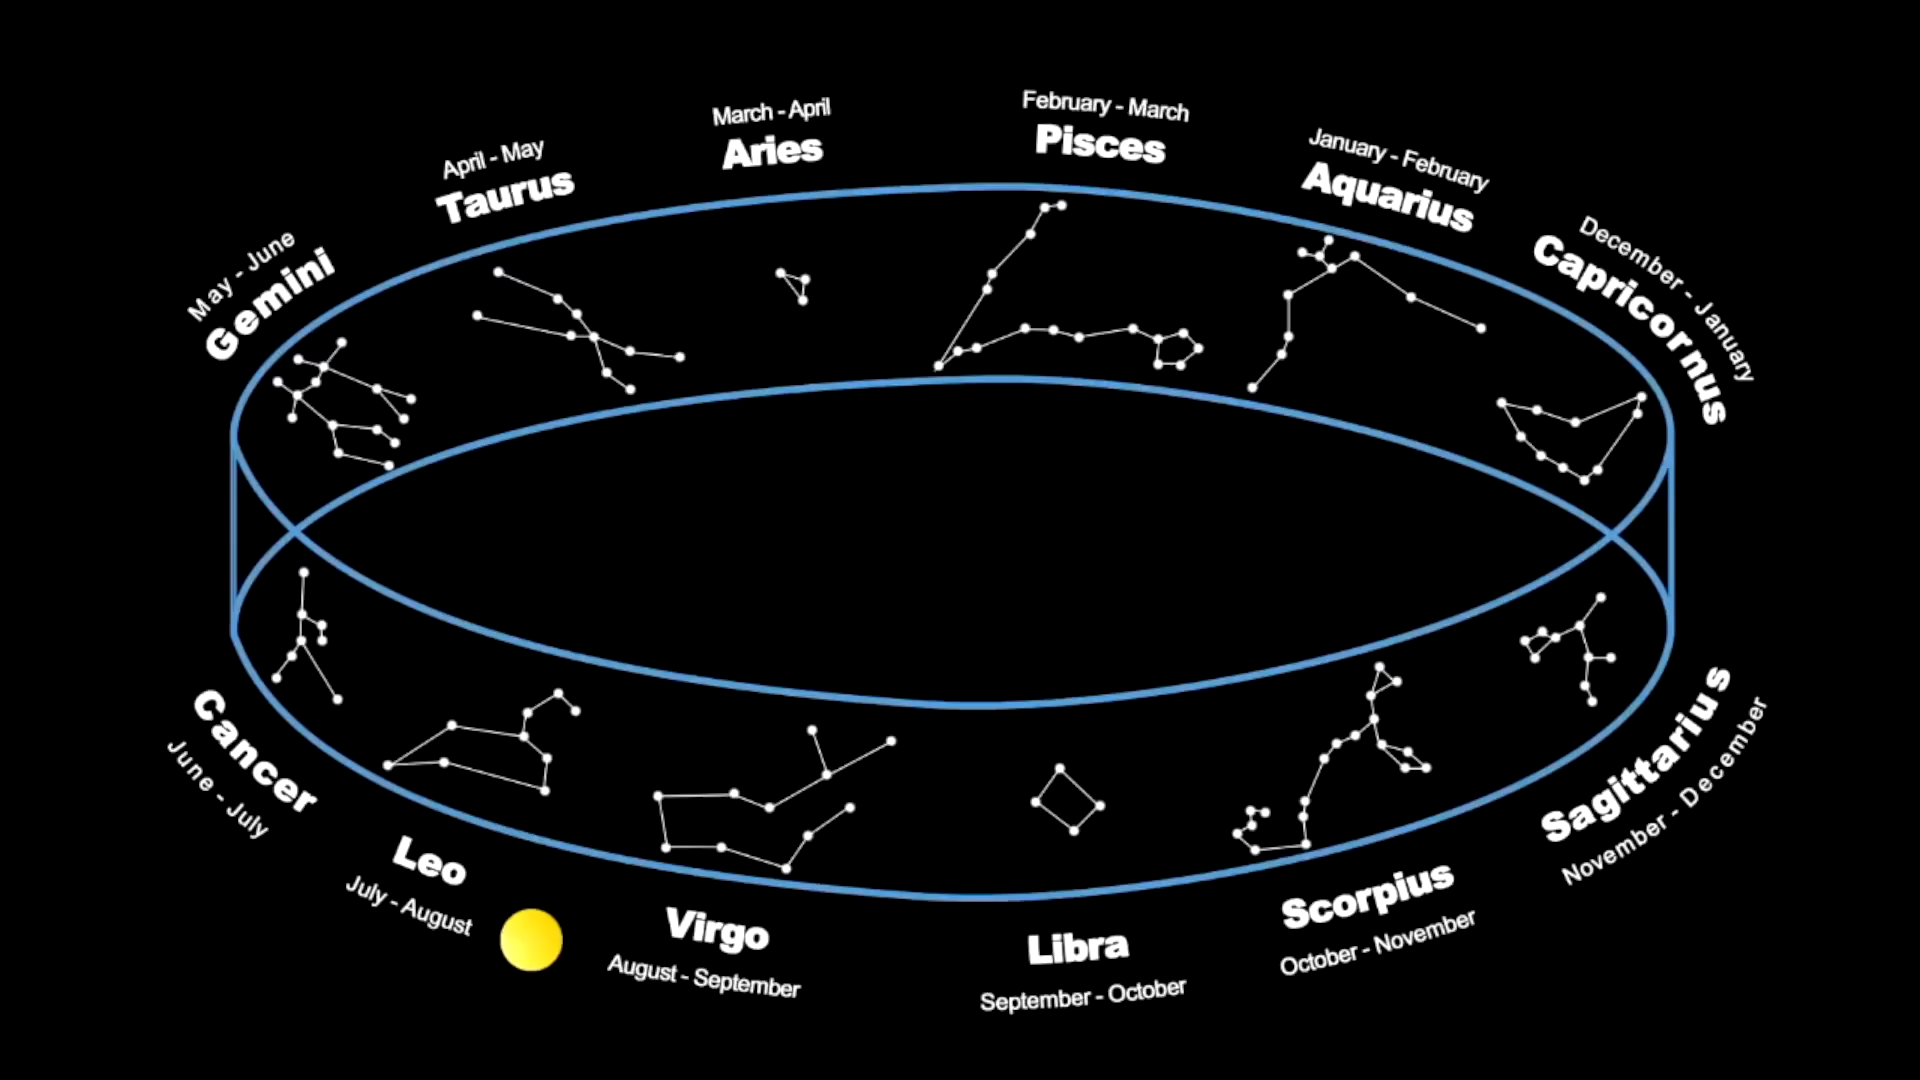 March - April
Aries
February - March
Pisces
January - February
Aquarius
December - January
Capricornus
April - May
Taurus
May - June
Gemini
Cancer
June - July
Leo
July - August
Virgo
August - September
Libra
September - October
Scorpius
October - November
Sagittarius
November - December